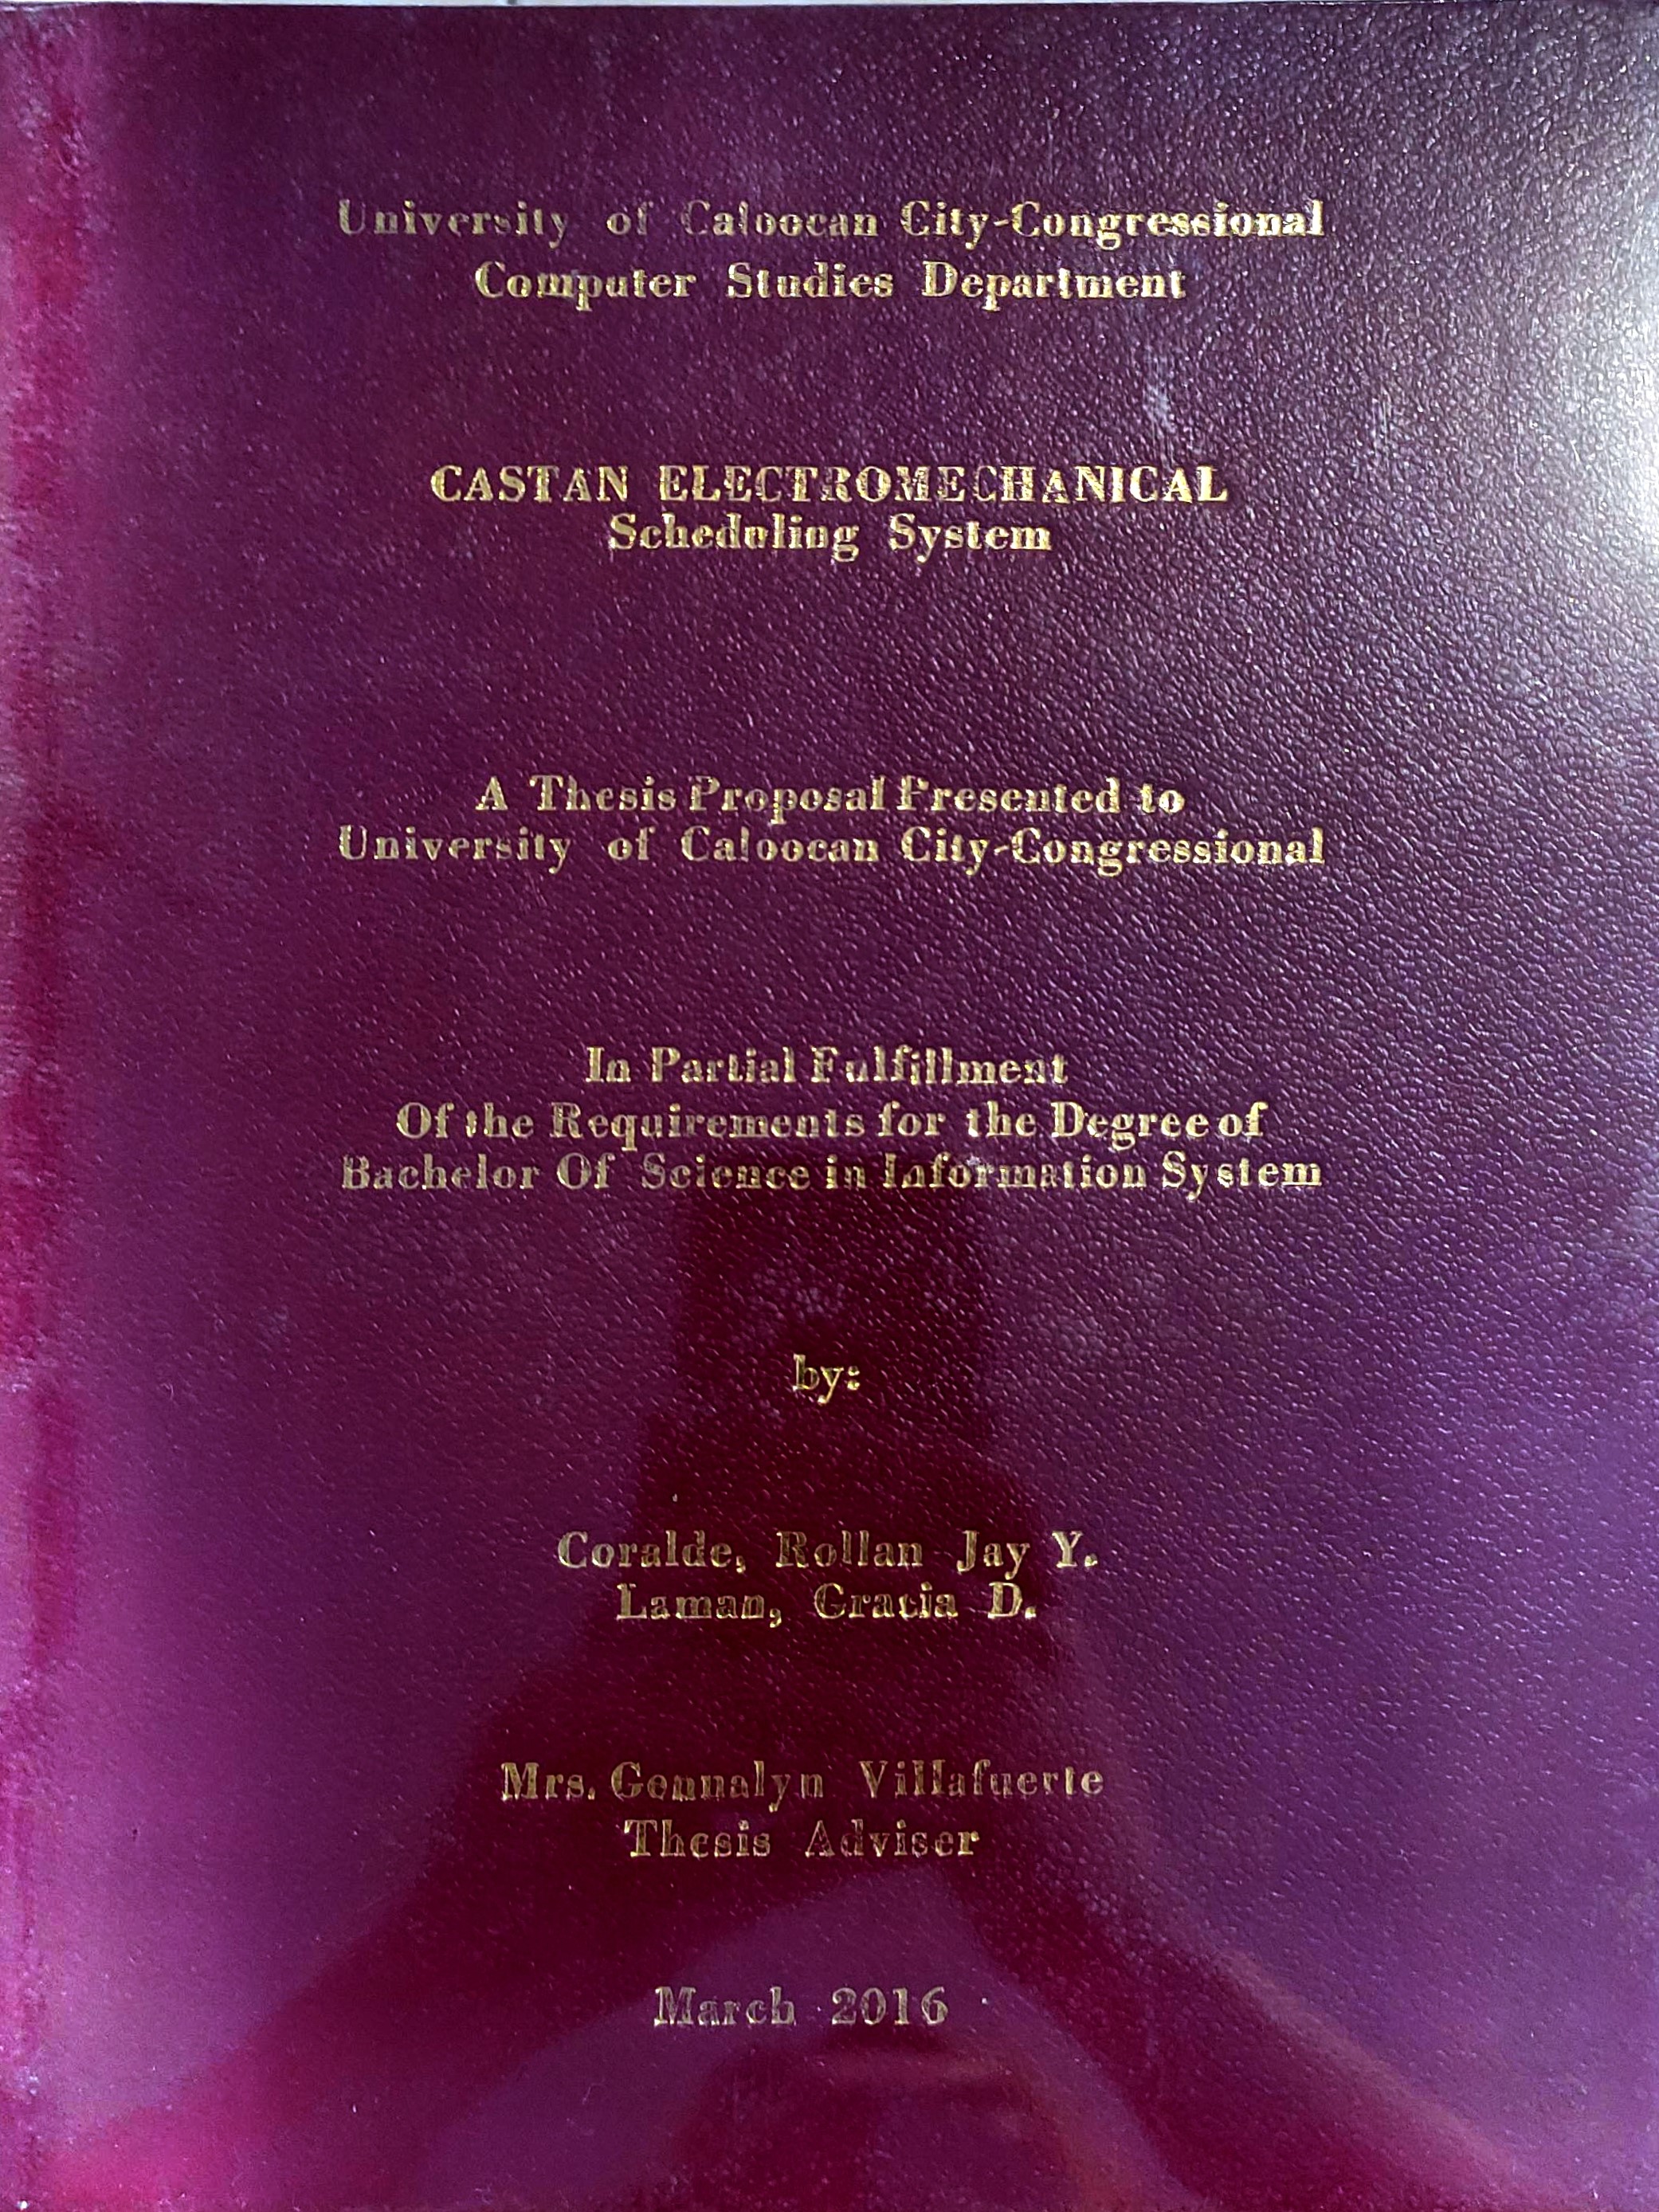 University of Caloocan City-Congressional
Computer Studies Department
CASTAN ELECTROMECHANICAL
Scheduling System
A Thesis Proposal Presented to
University of Caloocan City-Congressional
In Partial Fulfillment
Of the Requirements for the Degree of
Bachelor Of Science in Information System
by:
Coralde, Rollan Jay Y.
Laman, Gracia D.
Mrs. Gennalyn Villafuerte
Thesis Adviser
March 2016